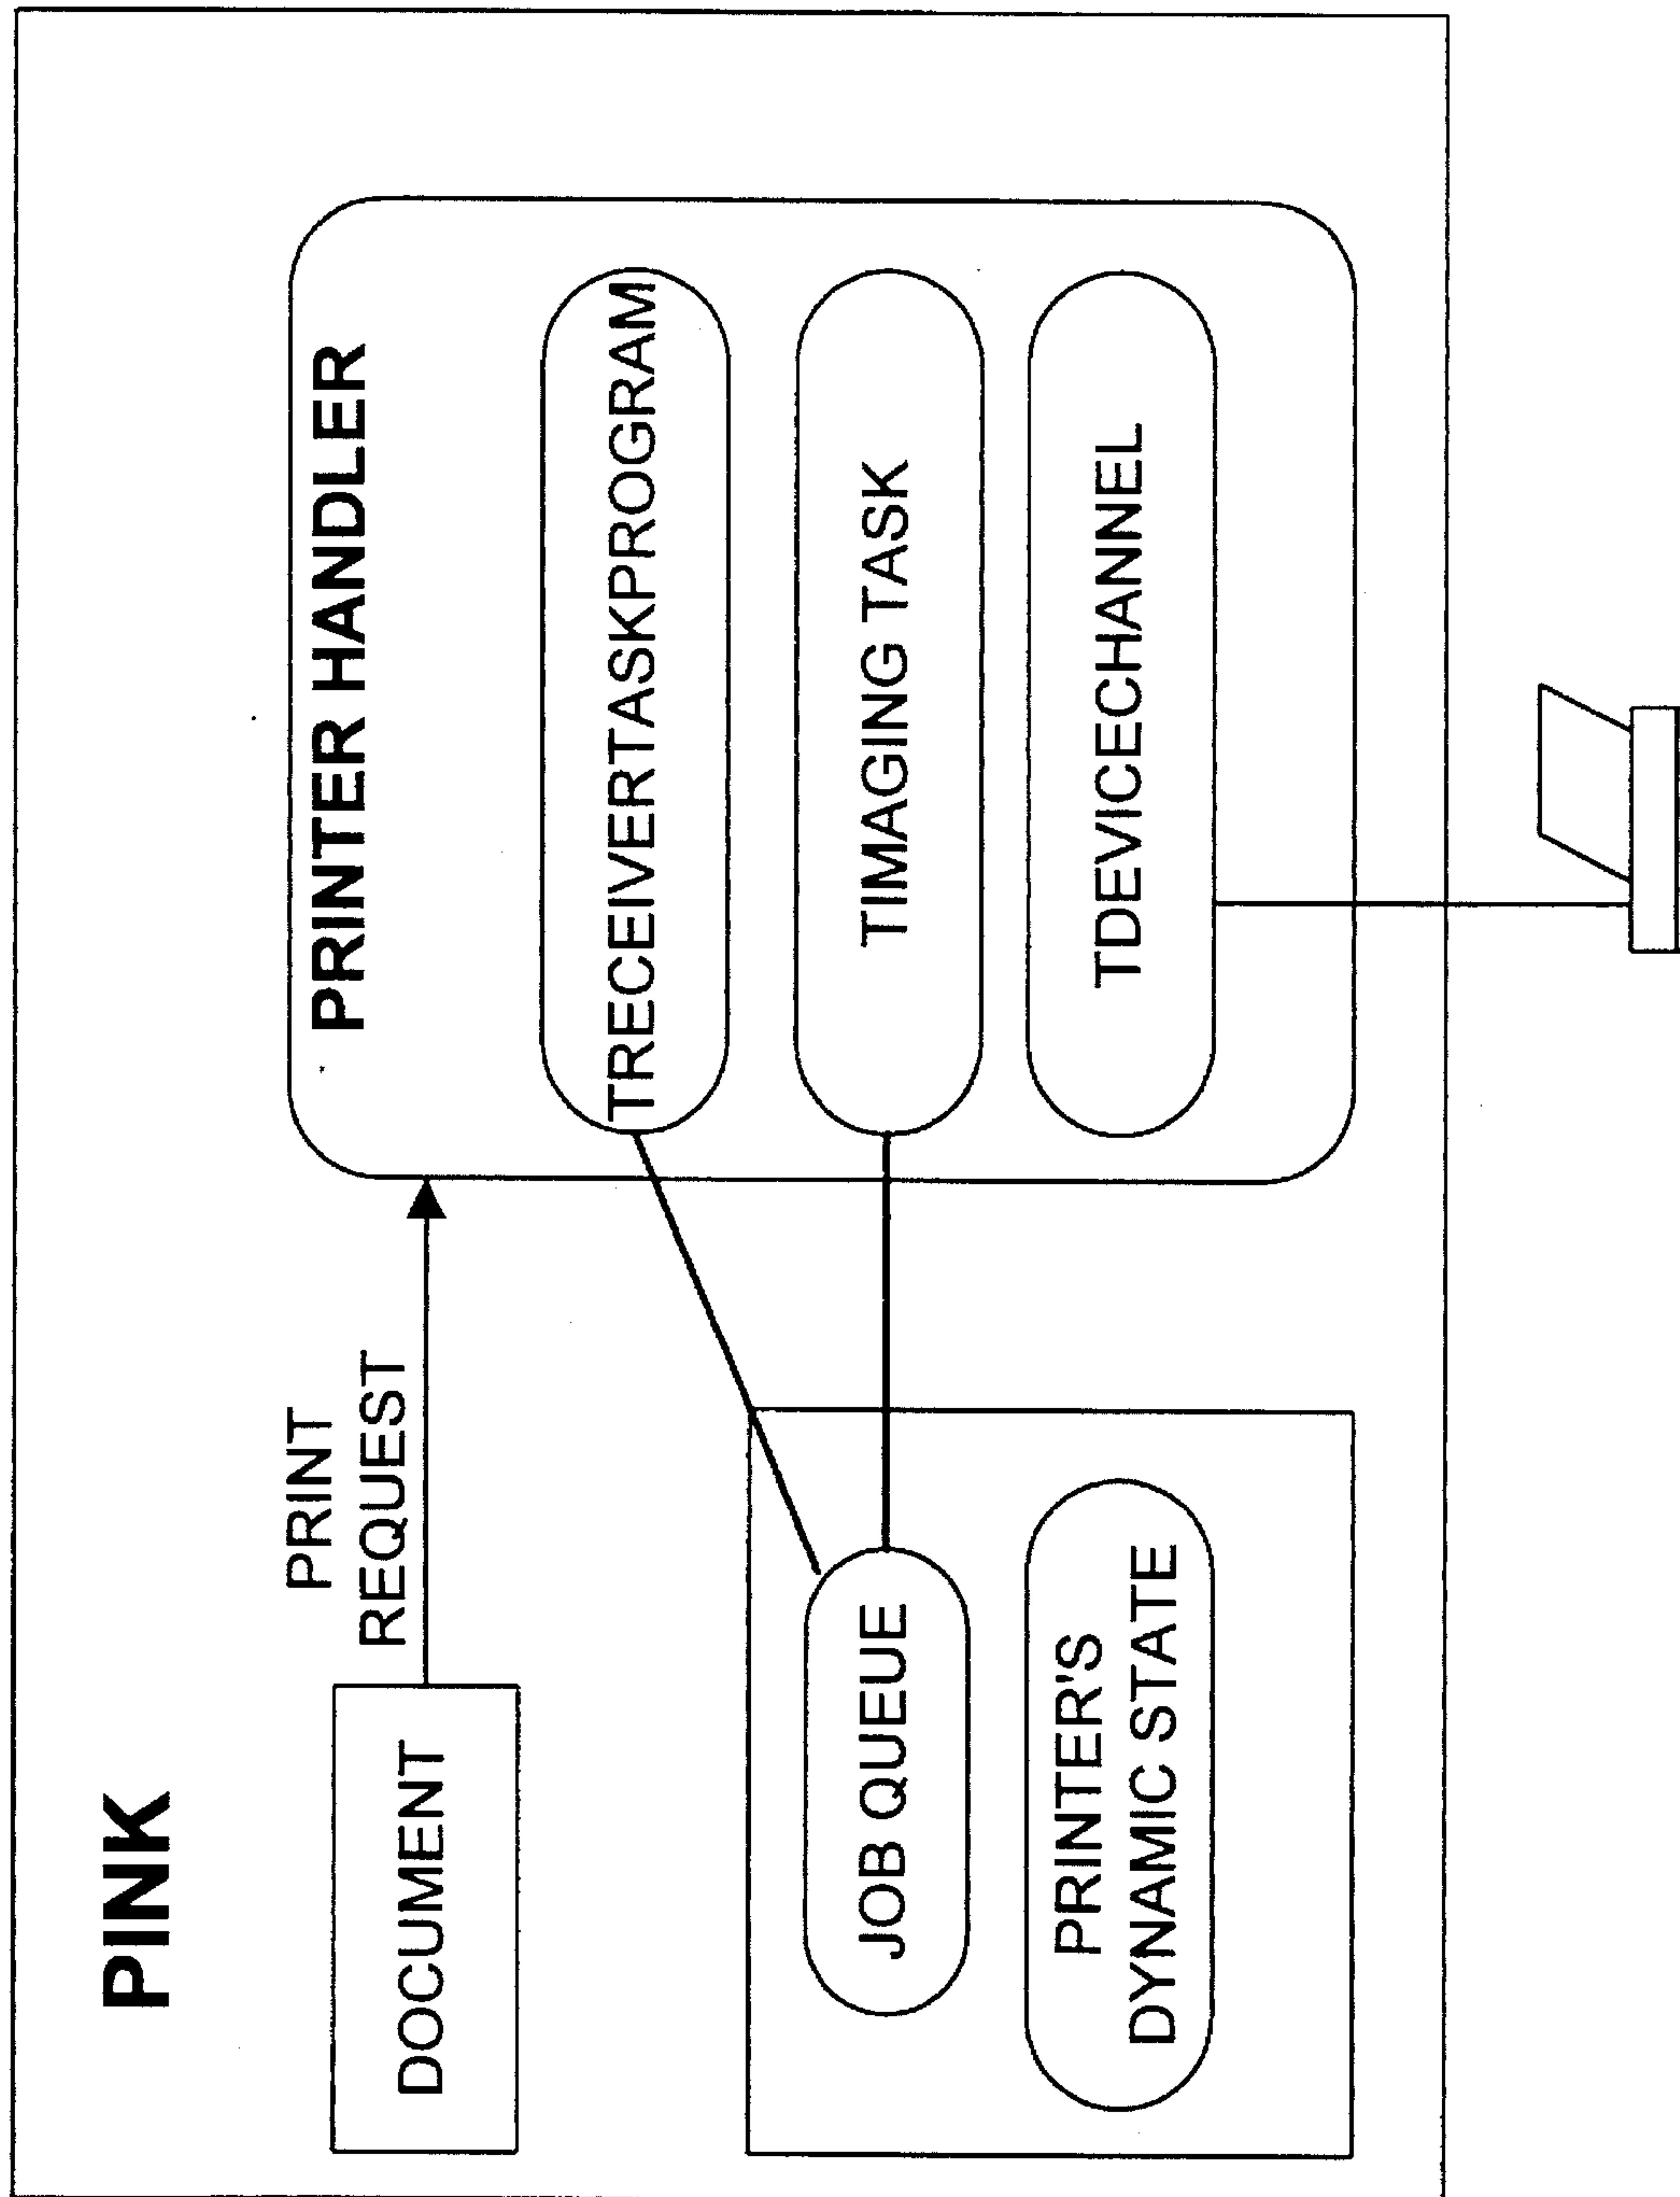 PINK
PRINTER HANDLER
PRINT
REQUEST
DOCUMENT
TRECEIVERTASKPROGRAM
JOB QUEUE
TIMAGING TASK
PRINTER'S
DYNAMIC STATE
TDEVICECHANNEL